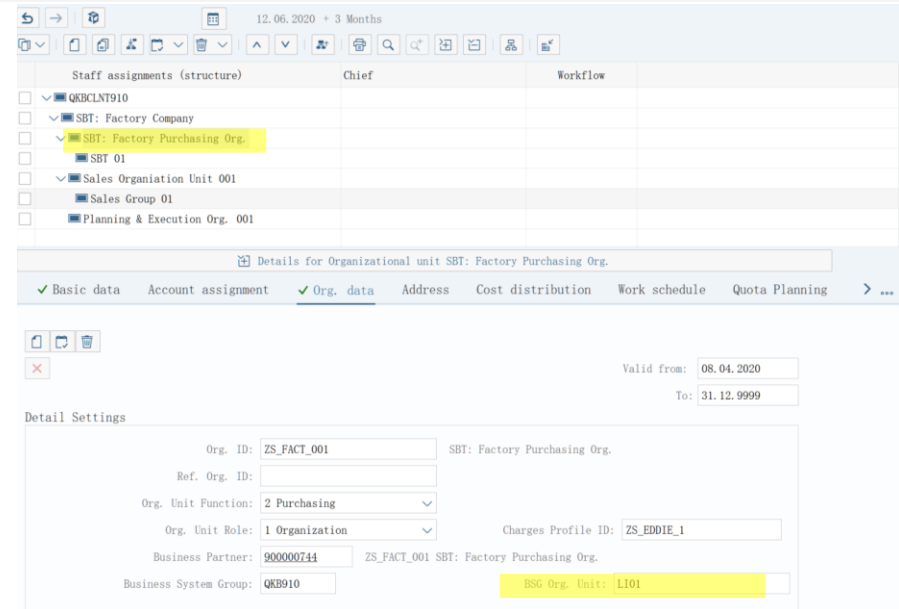 12.06.2020 + 3 Months
Staff assignments (structure) Chief Workflow
QKBCLNT910
SBT: Factory Company
SBT: Factory Purchasing Org.
SBT 01
Sales Organiation Unit 001
Sales Group 01
Planning & Execution Org. 001
Details for Organizational unit SBT: Factory Purchasing Org.
Basic data Account assignment Org. data Address Cost distribution Work schedule Quota Planning
Valid from: 08.04.2020
To: 31.12.9999
Detail Settings
Org. ID: ZS_FACT_001 SBT: Factory Purchasing Org.
Ref. Org. ID:
Org. Unit Function: 2 Purchasing
Org. Unit Role: 1 Organization Charges Profile ID: ZS_EDDIE_1
Business Partner: 900000744 ZS_FACT_001 SBT: Factory Purchasing Org.
Business System Group: QKB910 BSG Org. Unit: LI01